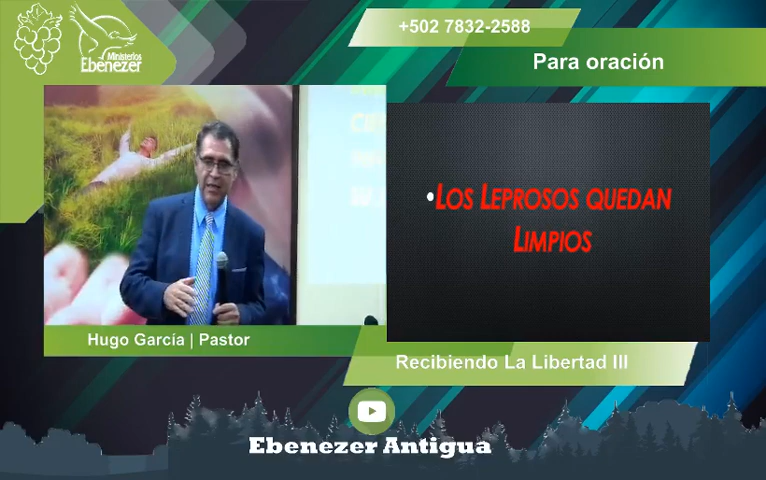 +502 7832-2588
Para oración
Ministerios
Ebenezer
•Los Leprosos quedan
Limpios
Hugo García | Pastor
Recibiendo La Libertad III
Ebenezer Antigua